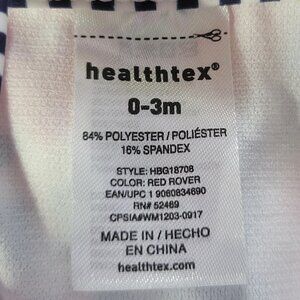 healthtex®
0-3m
84% POLYESTER / POLIÉSTER
16% SPANDEX
STYLE: HBG18708
COLOR: RED ROVER
EAN/UPC 1 9060834690
RN# 52469
CPSIA#WM1203-0917
MADE IN / HECHO
EN CHINA
healthtex.com